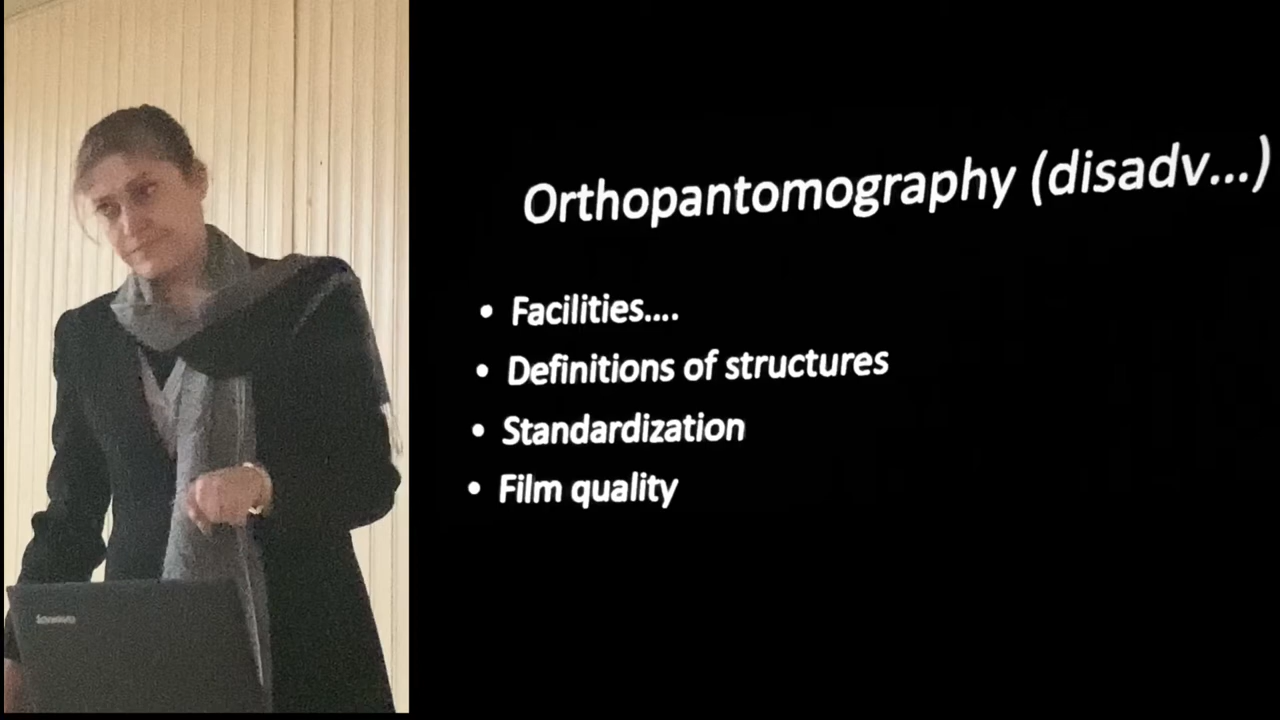 Orthopantomography (disadv...)
• Facilities....
• Definitions of structures
• Standardization
• Film quality